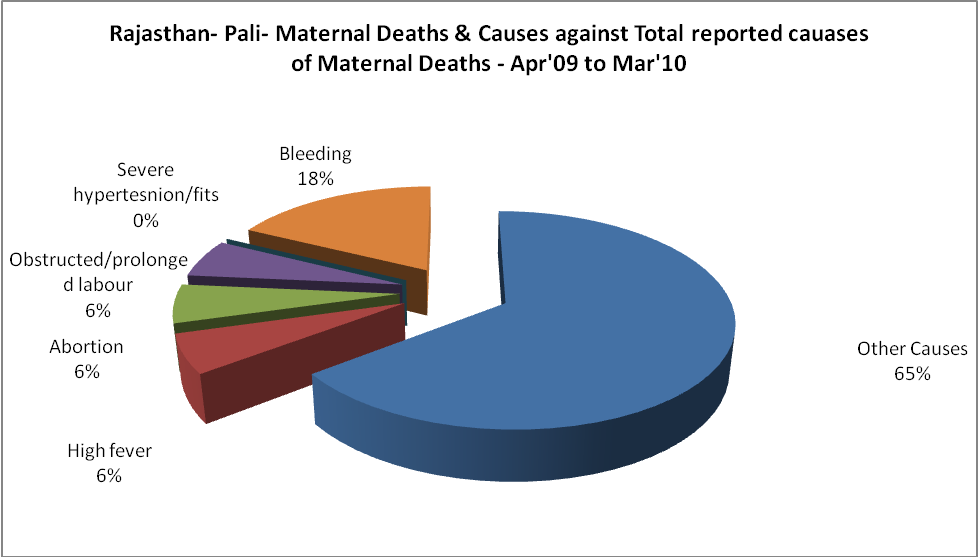 Rajasthan- Pali- Maternal Deaths & Causes against Total reported cauases
of Maternal Deaths - Apr'09 to Mar'10
Bleeding
18%
Severe
hypertesnion/fits
0%
Obstructed/prolonge
d labour
6%
Abortion
6%
High fever
6%
Other Causes
65%